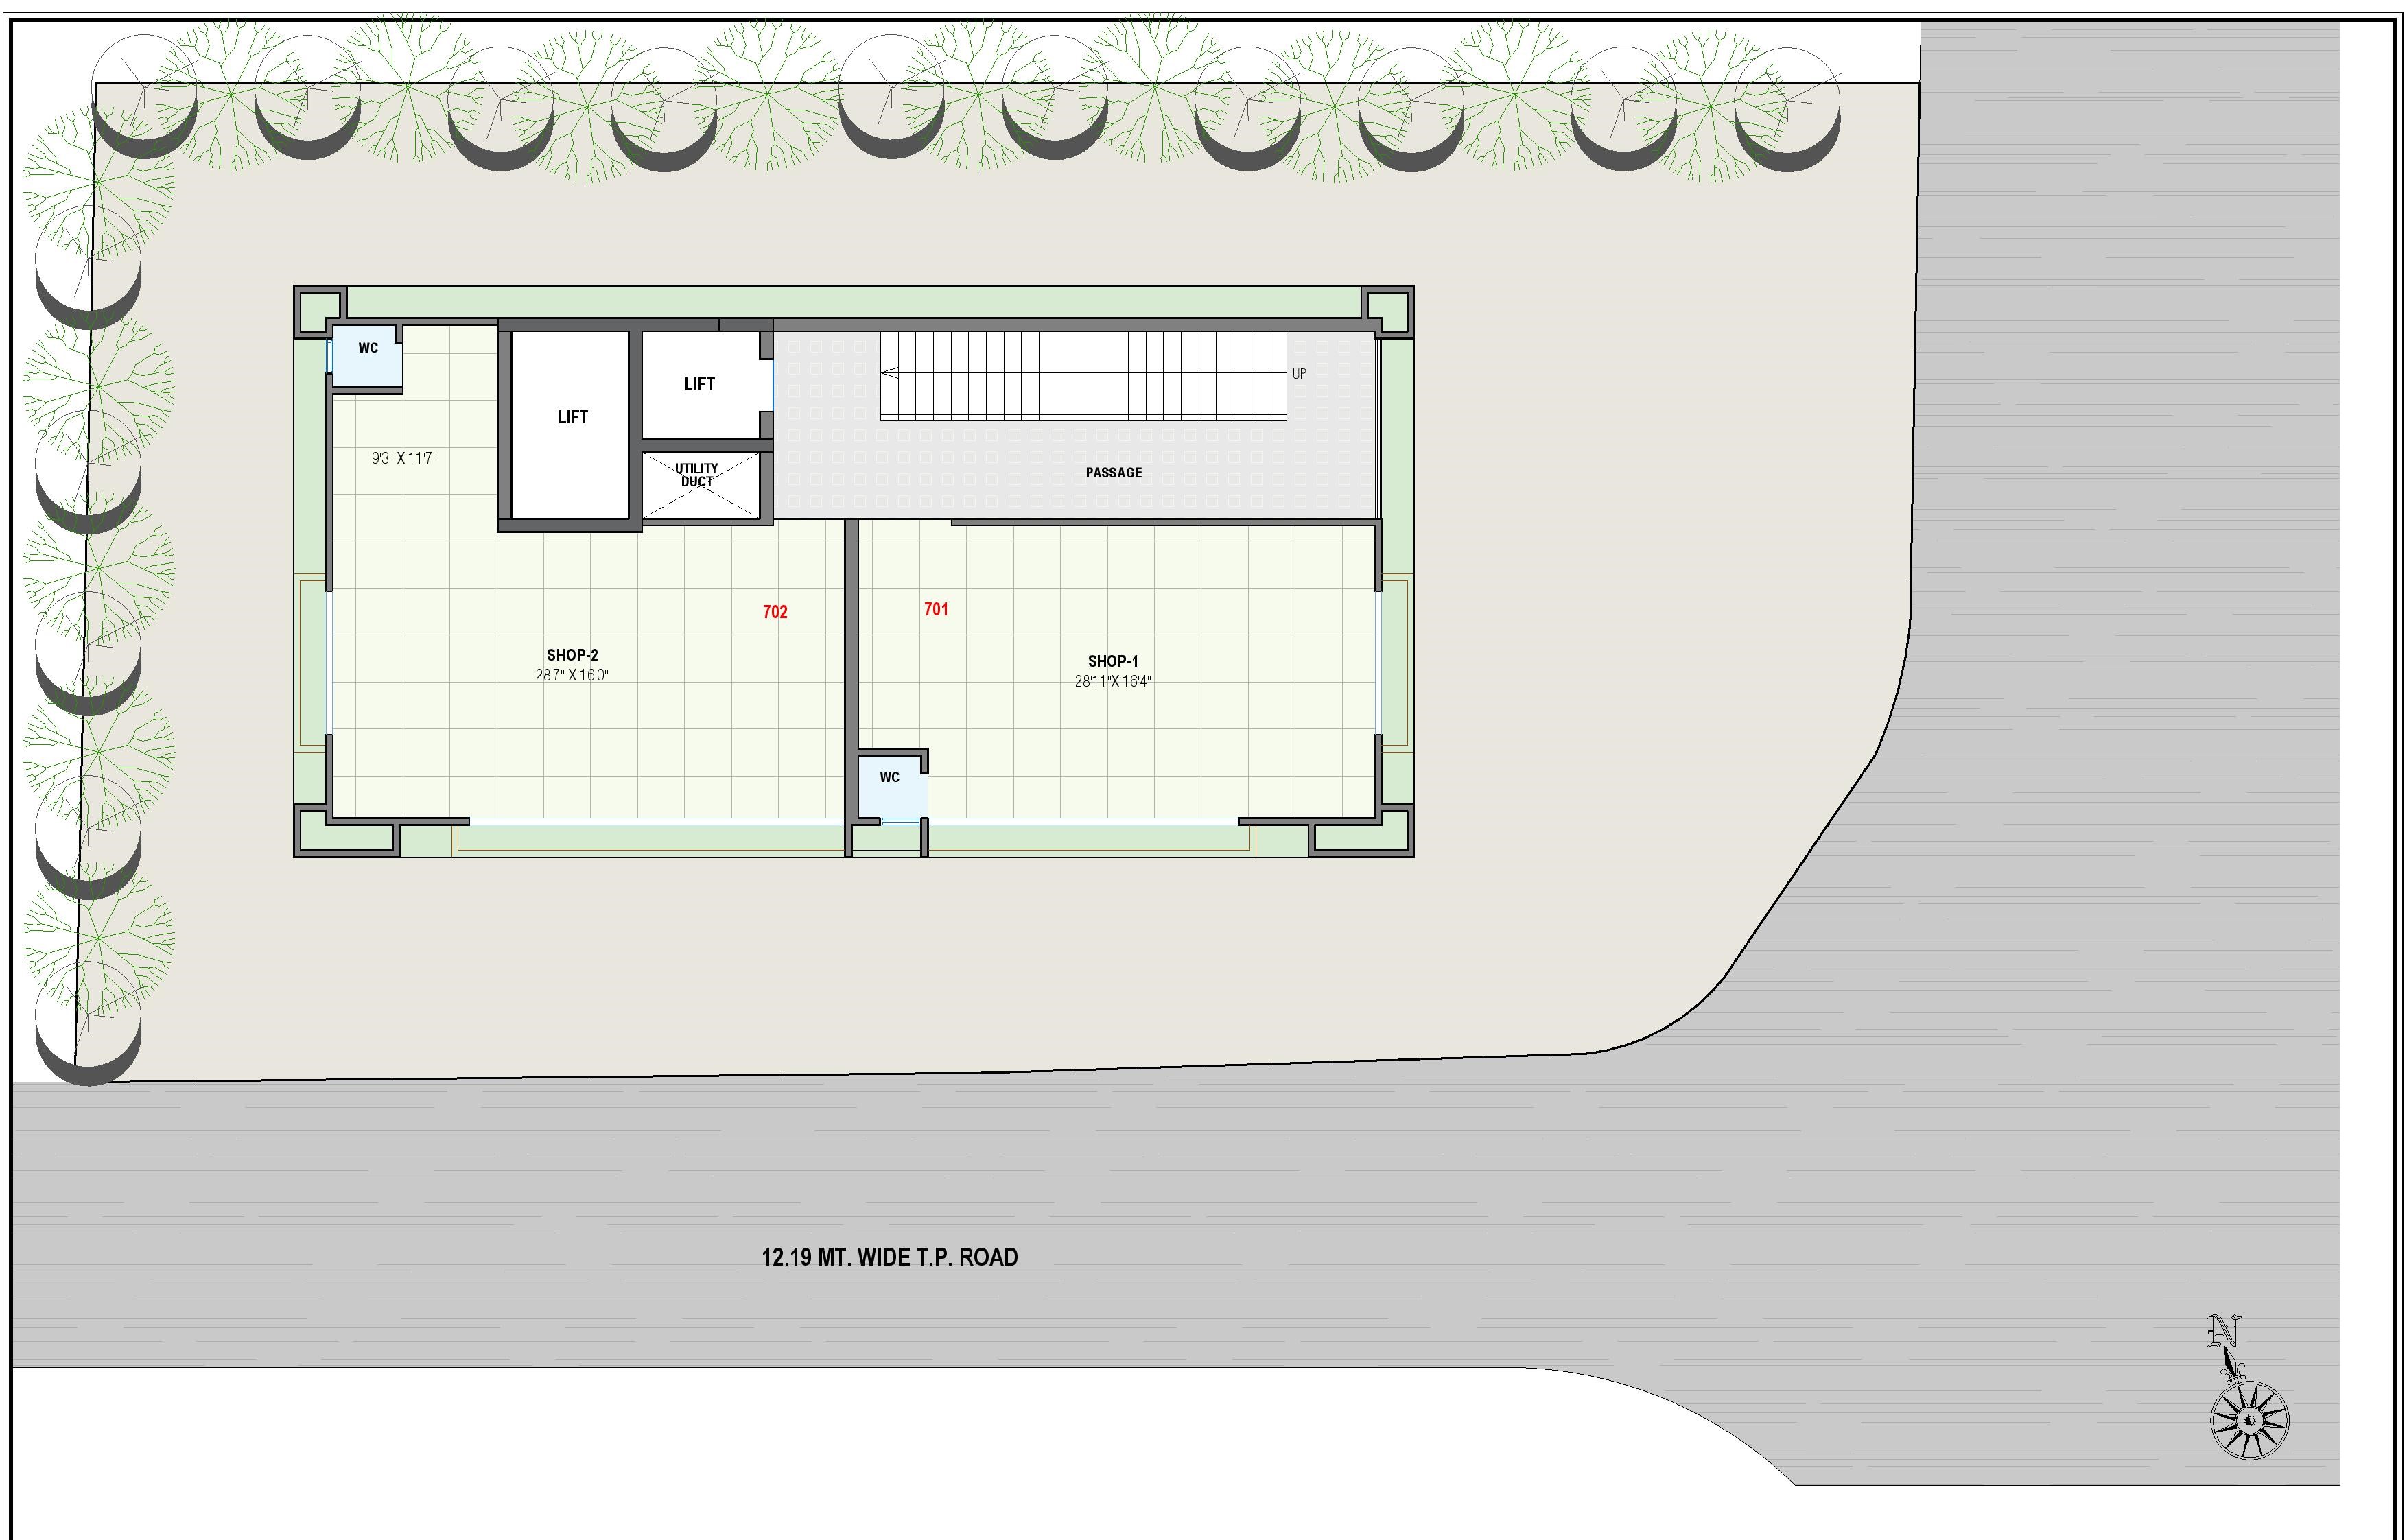 WC
LIFT
LIFT
UP
9'3" X 11'7"
UTILITY
DUCT
PASSAGE
702
701
SHOP-2
28'7" X 16'0"
SHOP-1
28'11"X 16'4"
WC
12.19 MT. WIDE T.P. ROAD
N